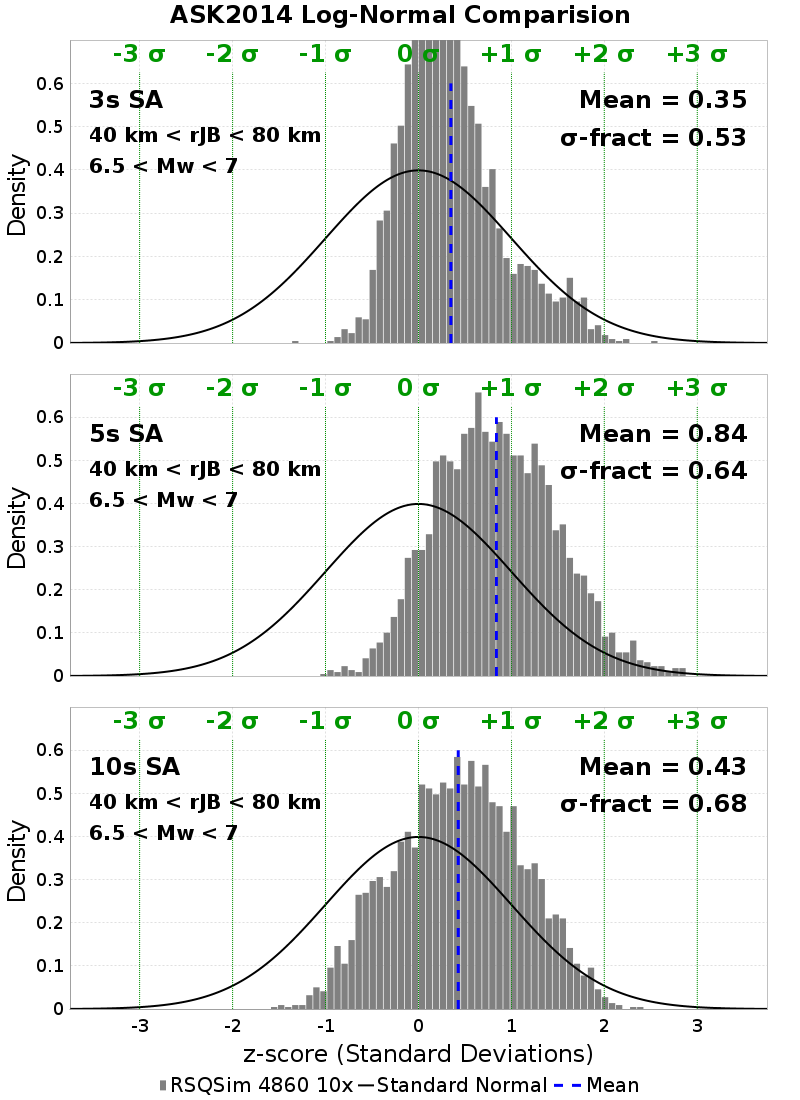 ASK2014 Log-Normal Comparision
-3 σ -2 σ -1 σ 0 σ +1 σ +2 σ +3 σ
3s SA
40 km < rJB < 80 km
6.5 < Mw < 7
Mean = 0.35
σ-fract = 0.53
Density
0.6
0.5
0.4
0.3
0.2
0.1
0
-3 σ -2 σ -1 σ 0 σ +1 σ +2 σ +3 σ
5s SA
40 km < rJB < 80 km
6.5 < Mw < 7
Mean = 0.84
σ-fract = 0.64
Density
0.6
0.5
0.4
0.3
0.2
0.1
0
-3 σ -2 σ -1 σ 0 σ +1 σ +2 σ +3 σ
10s SA
40 km < rJB < 80 km
6.5 < Mw < 7
Mean = 0.43
σ-fract = 0.68
Density
0.6
0.5
0.4
0.3
0.2
0.1
0
-3 -2 -1 0 1 2 3
z-score (Standard Deviations)
RSQSim 4860 10x Standard Normal Mean